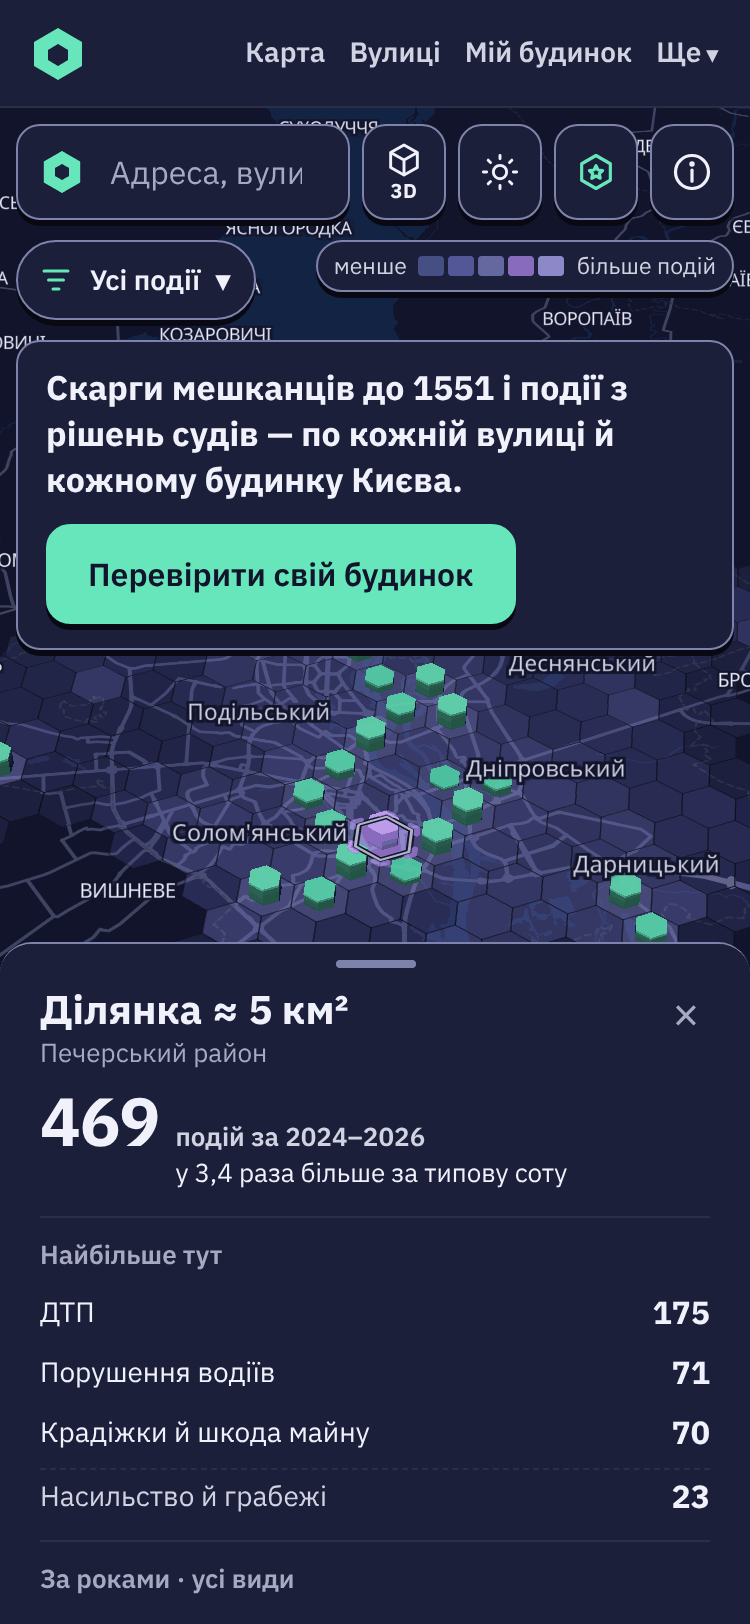 Карта Вулиці Мій будинок Ще ▾
СУХОЛУЧЧЯ
Адреса, вули
3D
ЯСНОГОРОДКА
Усі події ▼
менше більше подій
КОЗАРОВИЧІ
ВОРОПАЇВ
Скарги мешканців до 1551 і події з
рішень судів — по кожній вулиці й
кожному будинку Києва.
Перевірити свій будинок
Деснянський
БРО
Подільський
Дніпровський
Солом'янський
Дарницький
ВИШНЕВЕ
Ділянка ≈ 5 км²
×
Печерський район
469 подій за 2024–2026
у 3,4 раза більше за типову соту
Найбільше тут
ДТП 175
Порушення водіїв 71
Крадіжки й шкода майну 70
Насильство й грабежі 23
За роками · усі види